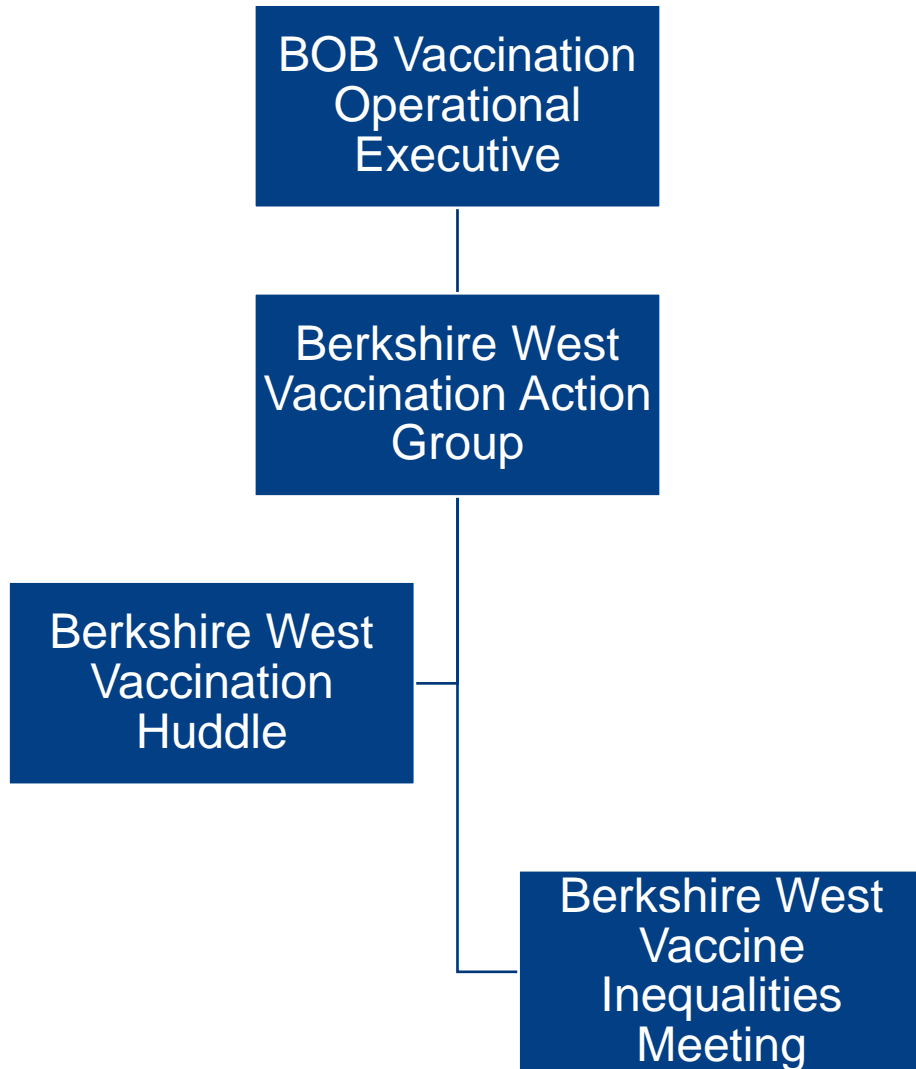 BOB Vaccination
Operational
Executive
Berkshire West
Vaccination Action
Group
Berkshire West
Vaccination
Huddle
Berkshire West
Vaccine
Inequalities
Meeting